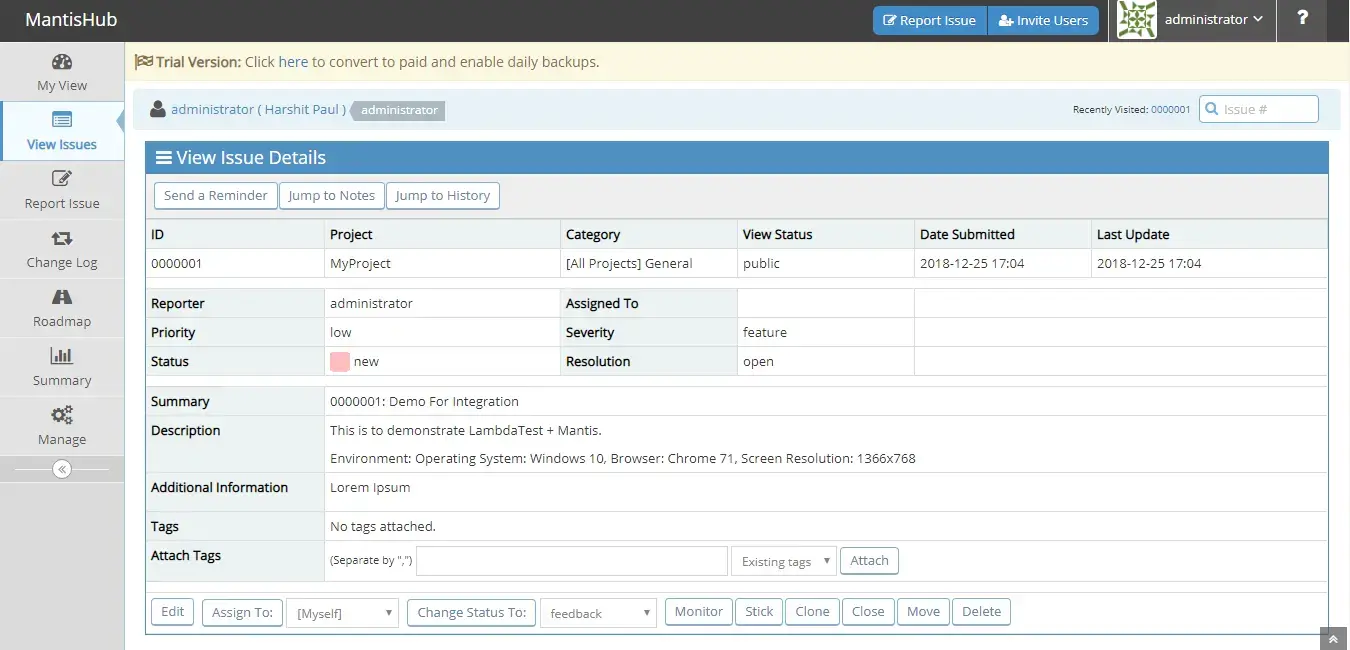 MantisHub
Report Issue
Invite Users
administrator
?
My View
View Issues
Report Issue
Change Log
Roadmap
Summary
Manage
Trial Version: Click here to convert to paid and enable daily backups.
administrator ( Harshit Paul ) administrator
Recently Visited: 0000001
Issue #
View Issue Details
Send a Reminder Jump to Notes Jump to History
ID Project Category View Status Date Submitted Last Update
0000001 MyProject [All Projects] General public 2018-12-25 17:04 2018-12-25 17:04
Reporter administrator Assigned To
Priority low Severity feature
Status new Resolution open
Summary 0000001: Demo For Integration
Description This is to demonstrate LambdaTest + Mantis.
Environment: Operating System: Windows 10, Browser: Chrome 71, Screen Resolution: 1366x768
Additional Information Lorem Ipsum
Tags No tags attached.
Attach Tags (Separate by ",") Existing tags Attach
Edit Assign To: [Myself] Change Status To: feedback Monitor Stick Clone Close Move Delete